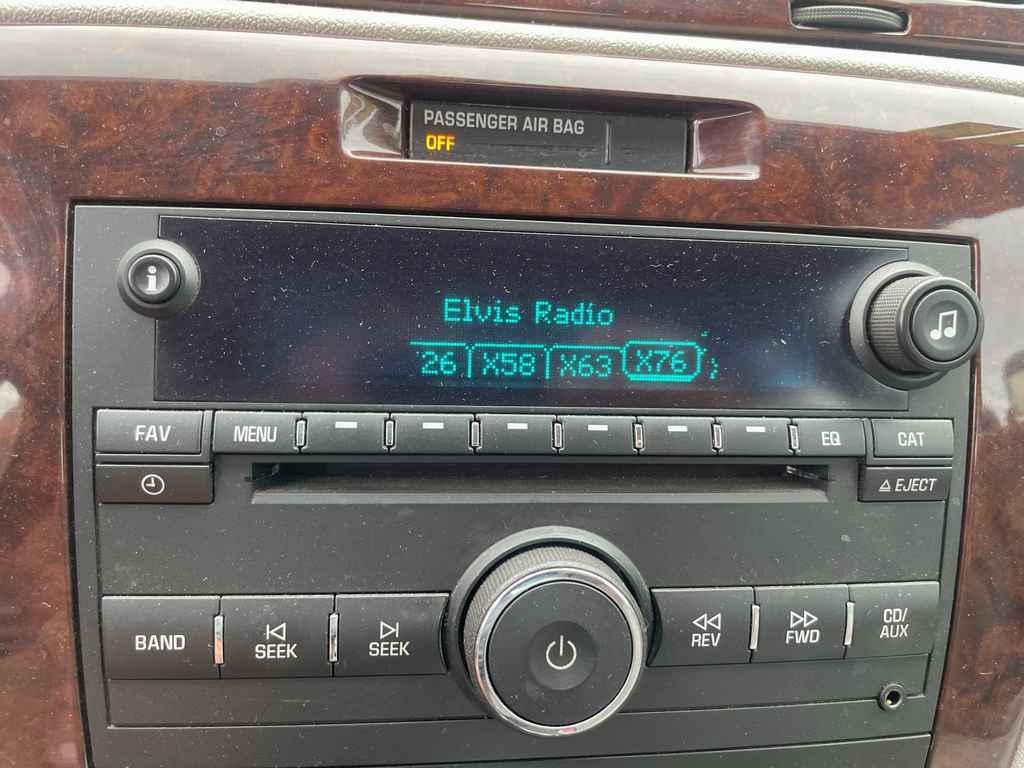 PASSENGER AIR BAG
OFF
i
Elvis Radio
26 X58 X63 X76
FAV MENU EQ CAT
EJECT
BAND SEEK SEEK REV FWD CD/
AUX